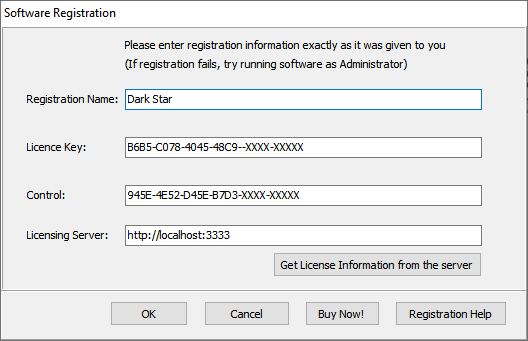 Software Registration
Please enter registration information exactly as it was given to you
(If registration fails, try running software as Administrator)
Registration Name: Dark Star
Licence Key: B6B5-C078-4045-48C9--XXXX-XXXXX
Control: 945E-4E52-D45E-B7D3-XXXX-XXXXX
Licensing Server: http://localhost:3333
Get License Information from the server
OK Cancel Buy Now! Registration Help